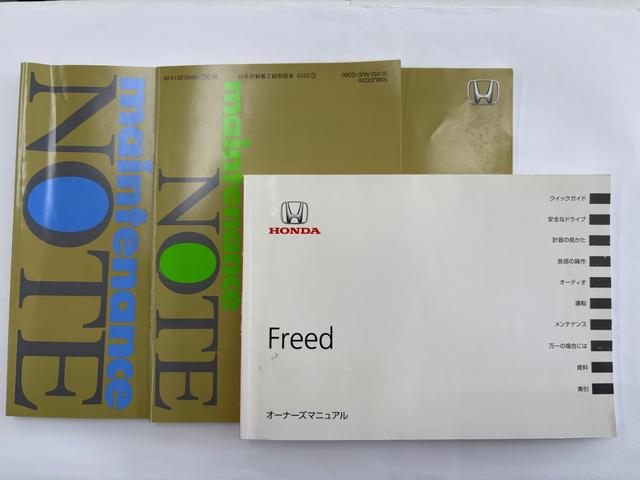 maintenance
NOTE
maintenance
NOTE
HONDA
Freed
オーナーズマニュアル
クイックガイド
安全なドライブ
計器の見かた
各部の操作
オーディオ
運転
メンテナンス
万一の場合には
資料
索引